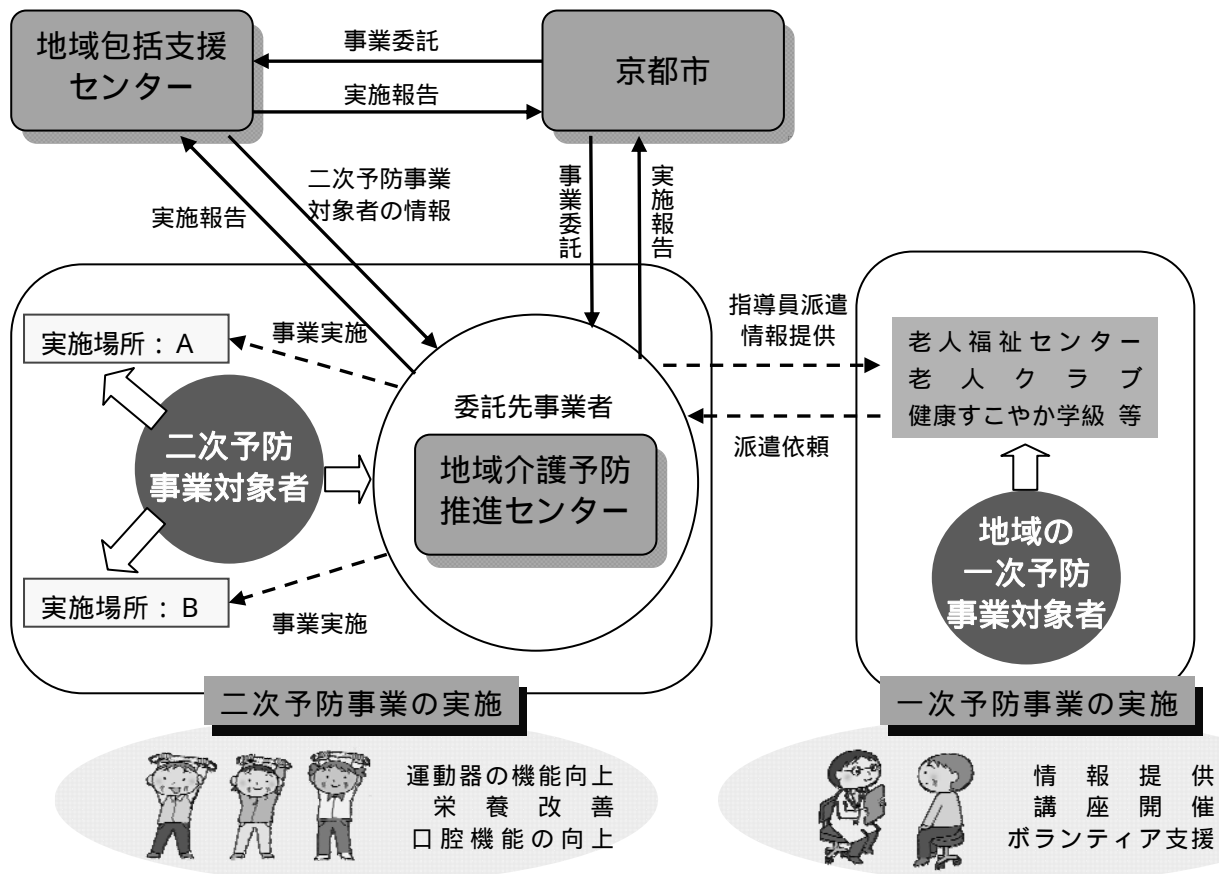 地域包括支援
センター
事業委託
実施報告
京都市
二次予防事業
対象者の情報
実施報告
事業委託
実施報告
実施場所：A
事業実施
二次予防
事業対象者
委託先事業者
地域介護予防
推進センター
実施場所：B
事業実施
指導員派遣
情報提供
派遣依頼
老人福祉センター
老人クラブ
健康すこやか学級 等
地域の
一次予防
事業対象者
二次予防事業の実施
運動器の機能向上
栄養改善
口腔機能の向上
一次予防事業の実施
情報提供
講座開催
ボランティア支援